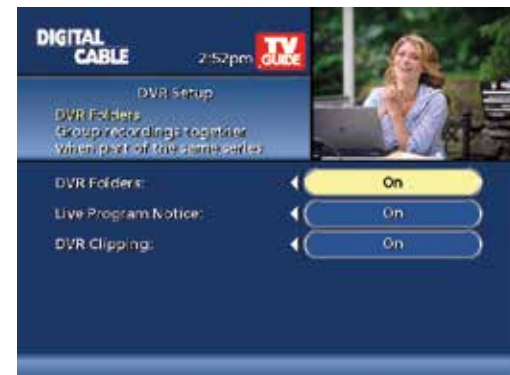 DIGITAL
CABLE
2:52pm
TV
GUIDE
DVR Setup
DVR Folders
Group recordings together
when part of the same series
DVR Folders:
On
Live Program Notice:
On
DVR Clipping:
On